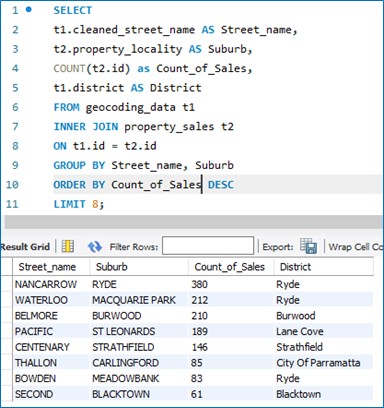 1 SELECT
2 t1.cleaned_street_name AS Street_name,
3 t2.property_locality AS Suburb,
4 COUNT(t2.id) as Count_of_Sales,
5 t1.district AS District
6 FROM geocoding_data t1
7 INNER JOIN property_sales t2
8 ON t1.id = t2.id
9 GROUP BY Street_name, Suburb
10 ORDER BY Count_of_Sales DESC
11 LIMIT 8;
Result Grid Filter Rows: Export: Wrap Cell Co
Street_name Suburb Count_of_Sales District
NANCARROW RYDE 380 Ryde
WATERLOO MACQUARIE PARK 212 Ryde
BELMORE BURWOOD 210 Burwood
PACIFIC ST LEONARDS 189 Lane Cove
CENTENARY STRATHFIELD 146 Strathfield
THALLON CARLINGFORD 85 City Of Parramatta
BOWDEN MEADOWBANK 83 Ryde
SECOND BLACKTOWN 61 Blacktown